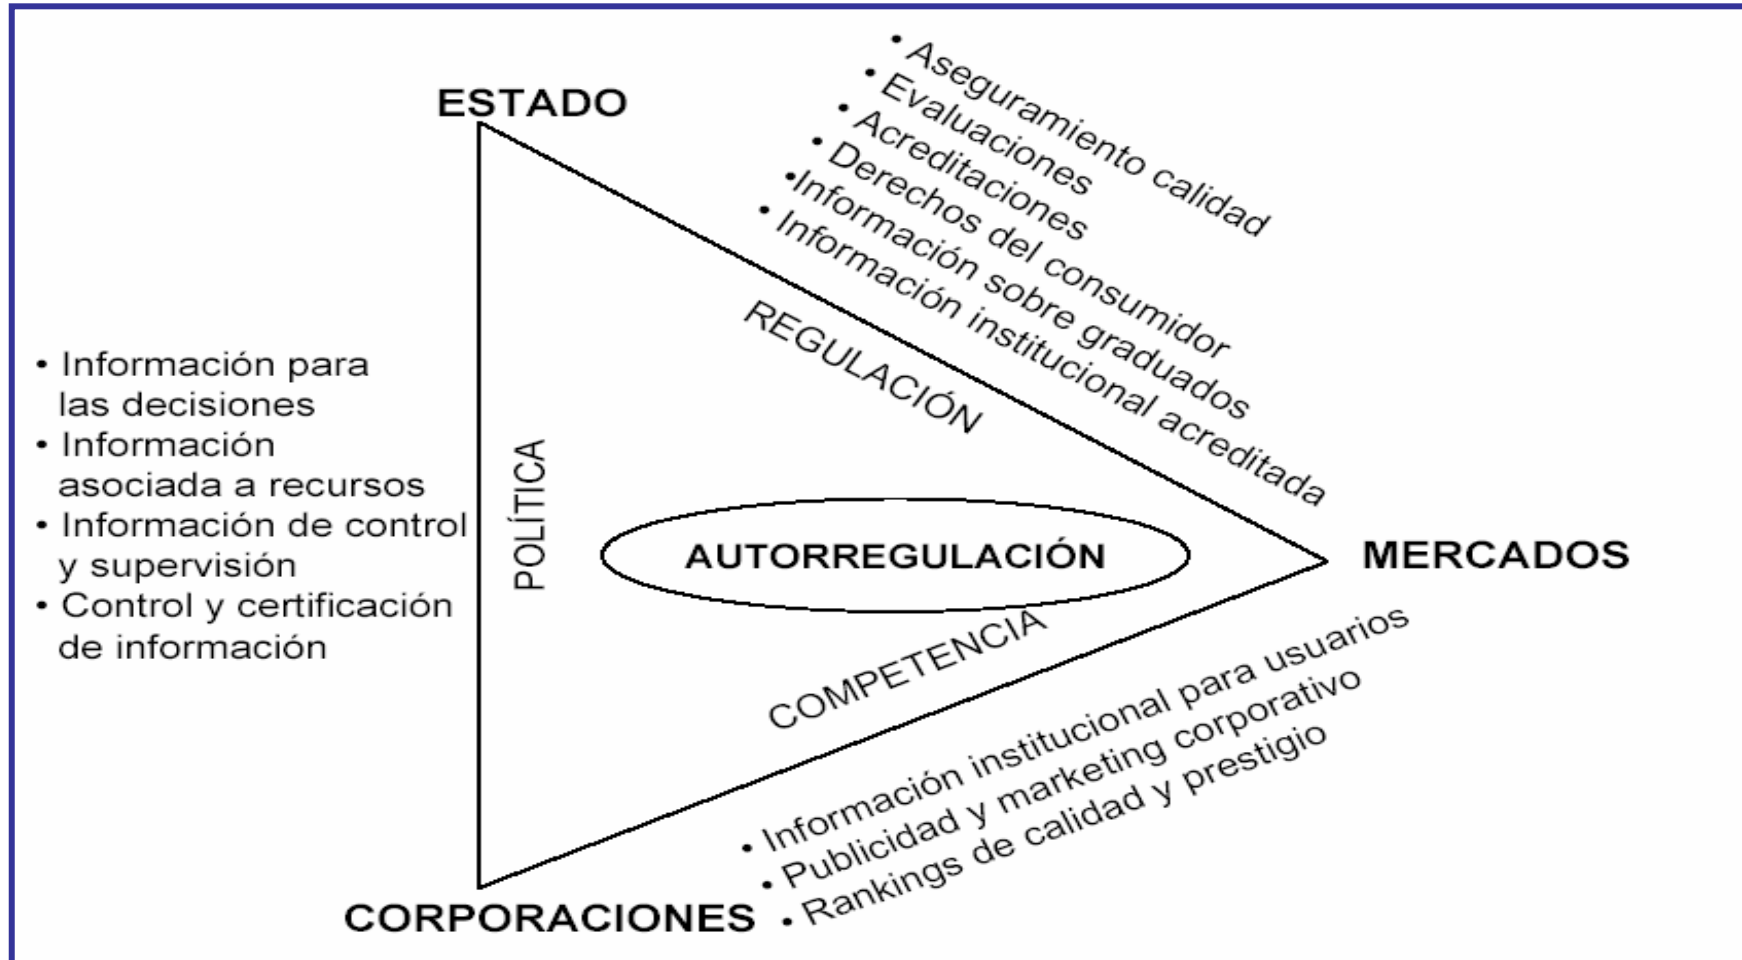 ESTADO
• Aseguramiento calidad
• Evaluaciones
• Acreditaciones
• Derechos del consumidor
•Información sobre graduados
• Información institucional acreditada
REGULACIÓN
• Información para
las decisiones
• Información
asociada a recursos
• Información de control
y supervisión
• Control y certificación
de información
POLÍTICA
AUTORREGULACIÓN
MERCADOS
COMPETENCIA
• Información institucional para usuarios
• Publicidad y marketing corporativo
• Rankings de calidad y prestigio
CORPORACIONES